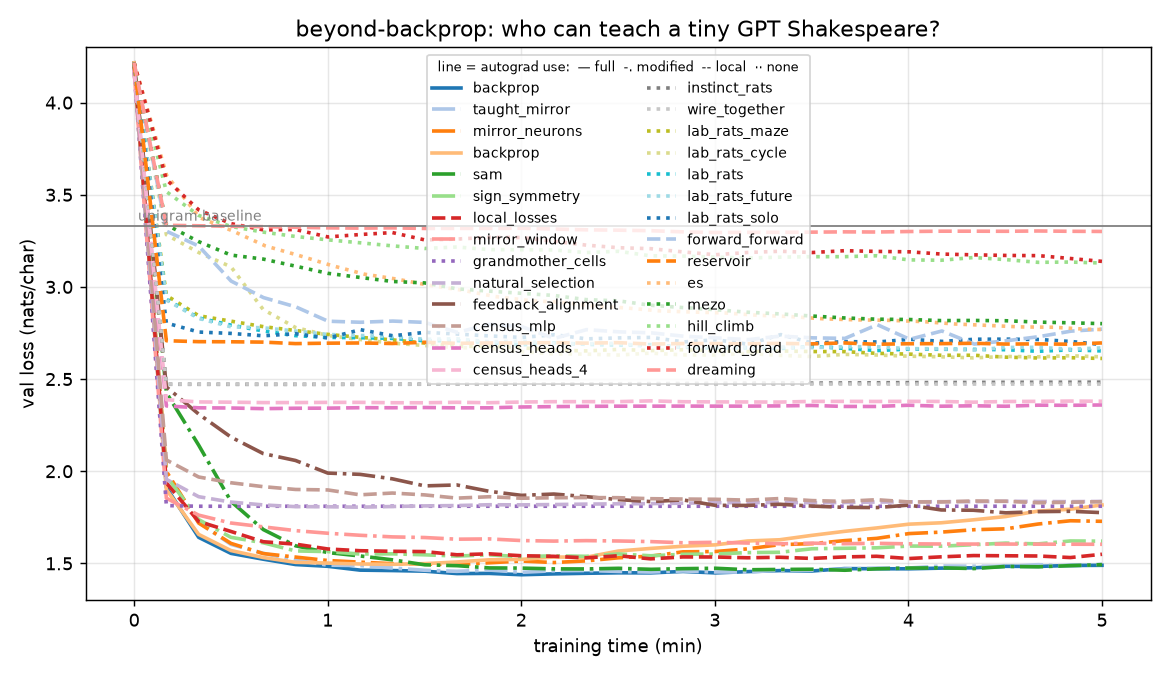 beyond-backprop: who can teach a tiny GPT Shakespeare?
line = autograd use: — full -. modified -- local ·· none
backprop
taught_mirror
mirror_neurons
backprop
sam
sign_symmetry
local_losses
mirror_window
grandmother_cells
natural_selection
feedback_alignment
census_mlp
census_heads
census_heads_4
instinct_rats
wire_together
lab_rats_maze
lab_rats_cycle
lab_rats
lab_rats_future
lab_rats_solo
forward_forward
reservoir
es
mezo
hill_climb
forward_grad
dreaming
unigram baseline
val loss (nats/char)
4.0
3.5
3.0
2.5
2.0
1.5
0 1 2 3 4 5
training time (min)